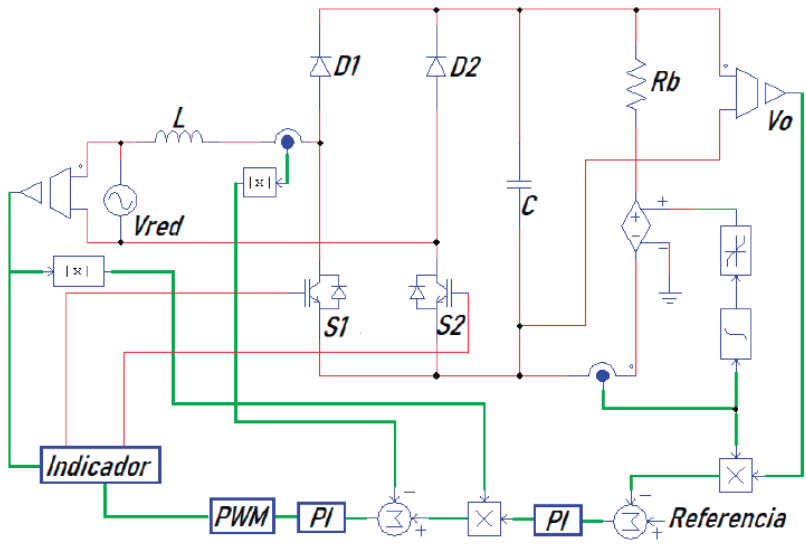 D1
D2
Rb
L
Vo
|x|
C
Vred
|x|
S1
S2
Indicador
PWM
PI
Σ
PI
Σ
Referencia